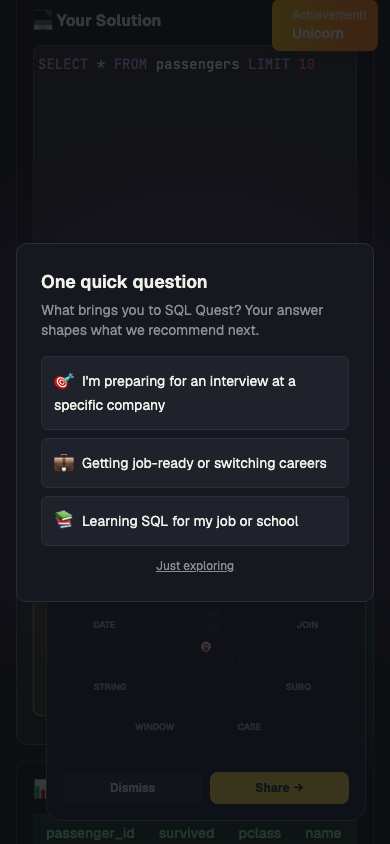 Your Solution
Achievement!
Unicorn
SELECT * FROM passengers LIMIT 10
One quick question
What brings you to SQL Quest? Your answer
shapes what we recommend next.
I'm preparing for an interview at a
specific company
Getting job-ready or switching careers
Learning SQL for my job or school
Just exploring
DATE
JOIN
STRING
SUBQ
WINDOW
CASE
Dismiss
Share →
passenger_id survived pclass name